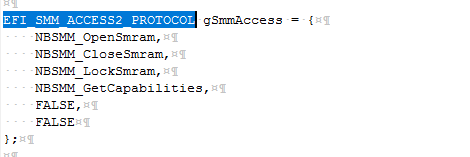 ¤¶
EFI_SMM_ACCESS2_PROTOCOL·gSmmAccess·=·{¤¶
····NBSMM_OpenSmram,¤¶
····NBSMM_CloseSmram,¤¶
····NBSMM_LockSmram,¤¶
····NBSMM_GetCapabilities,¤¶
····FALSE,¤¶
····FALSE¤¶
};¤¶
¤¶